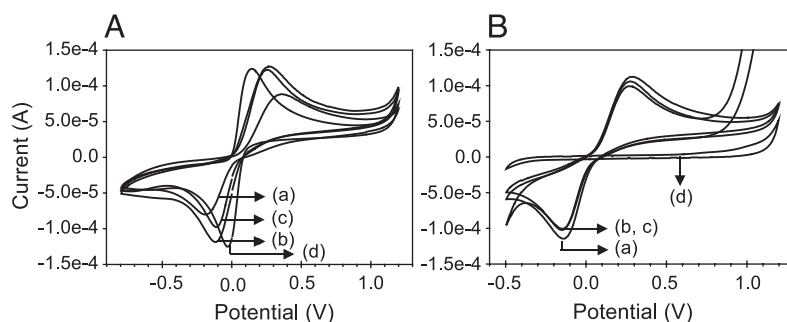 A
B
Current (A)
1.5e-4
1.0e-4
5.0e-5
0.0
-5.0e-5
-1.0e-4
-1.5e-4
(a)
(c)
(b)
(d)
-0.5
0.0
0.5
1.0
Potential (V)
1.5e-4
1.0e-4
5.0e-5
0.0
-5.0e-5
-1.0e-4
-1.5e-4
(d)
(b, c)
(a)
-0.5
0.0
0.5
1.0
Potential (V)